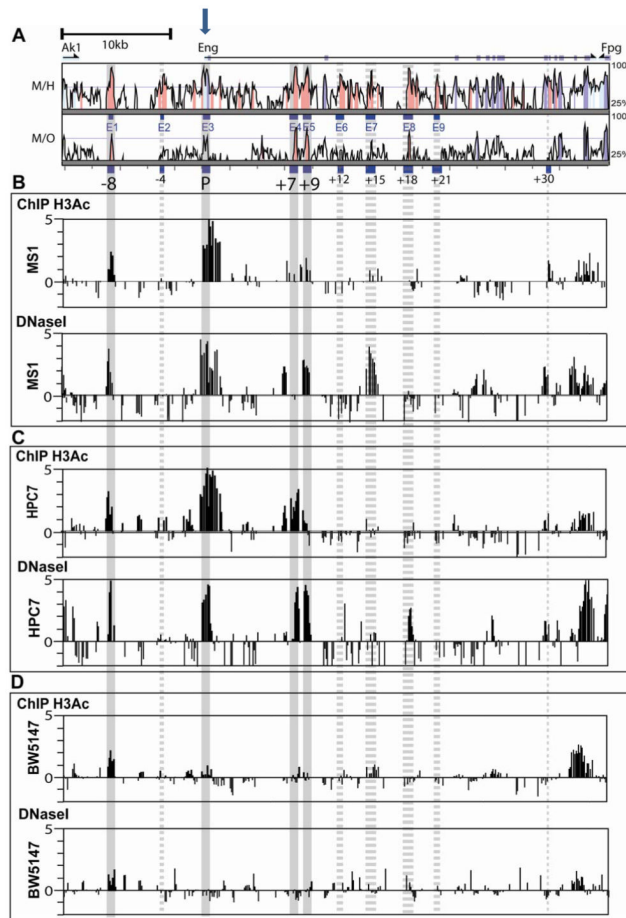 A
10kb
Ak1
Eng
Fpg
M/H
100
25%
E1 E2 E3 E4 E5 E6 E7 E8 E9
M/O
100
25%
-8 -4 P +7 +9 +12 +15 +18 +21 +30
B
ChIP H3Ac
MS1
5
0
DNaseI
MS1
5
0
C
ChIP H3Ac
HPC7
5
0
DNaseI
HPC7
5
0
D
ChIP H3Ac
BW5147
5
0
DNaseI
BW5147
5
0